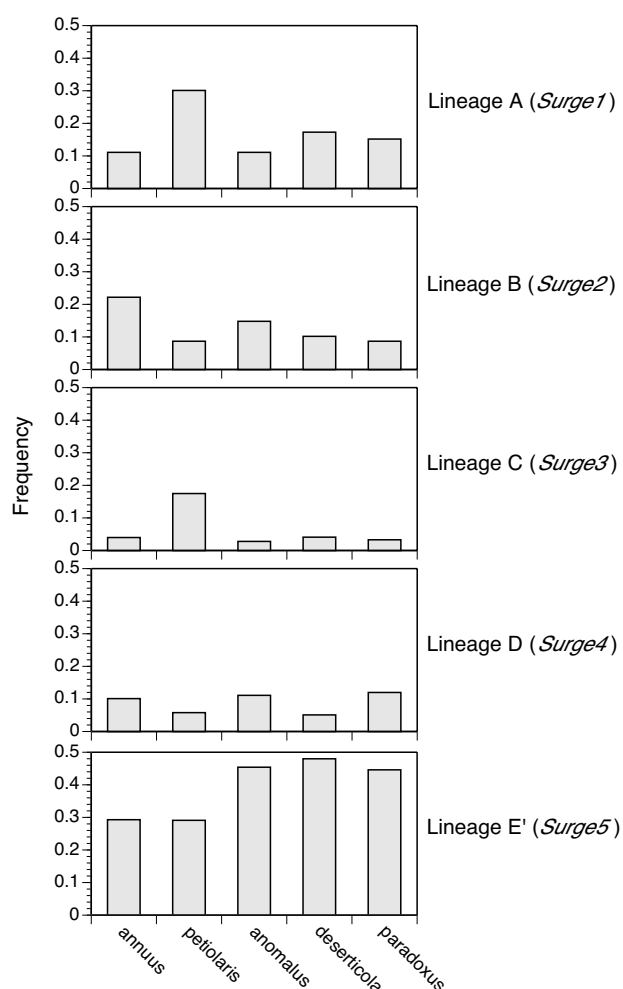 0.5
0.4
0.3
0.2
0.1
0
Lineage A (Surge1)
0.5
0.4
0.3
0.2
0.1
0
Lineage B (Surge2)
0.5
0.4
0.3
0.2
0.1
0
Lineage C (Surge3)
Frequency
0.5
0.4
0.3
0.2
0.1
0
Lineage D (Surge4)
0.5
0.4
0.3
0.2
0.1
0
Lineage E' (Surge5)
annuus
petiolaris
anomalus
deserticola
paradoxus